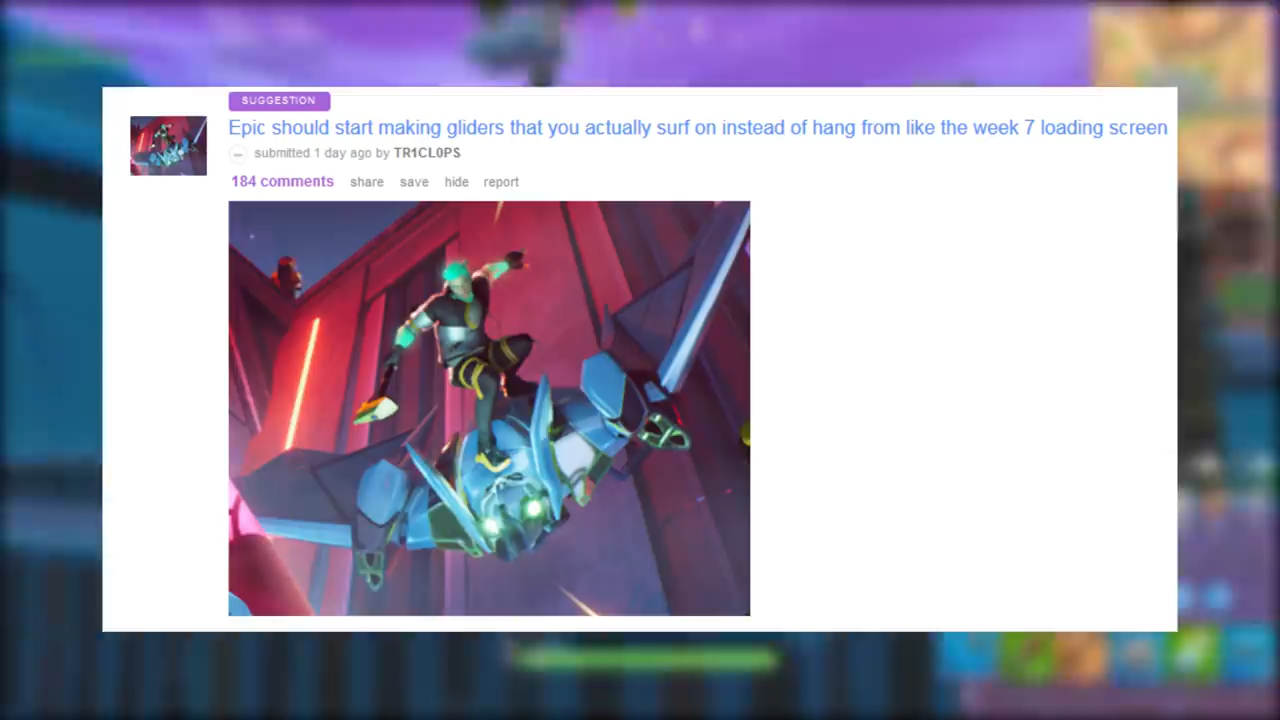 SUGGESTION
Epic should start making gliders that you actually surf on instead of hang from like the week 7 loading screen
submitted 1 day ago by TR1CL0PS
184 comments share save hide report